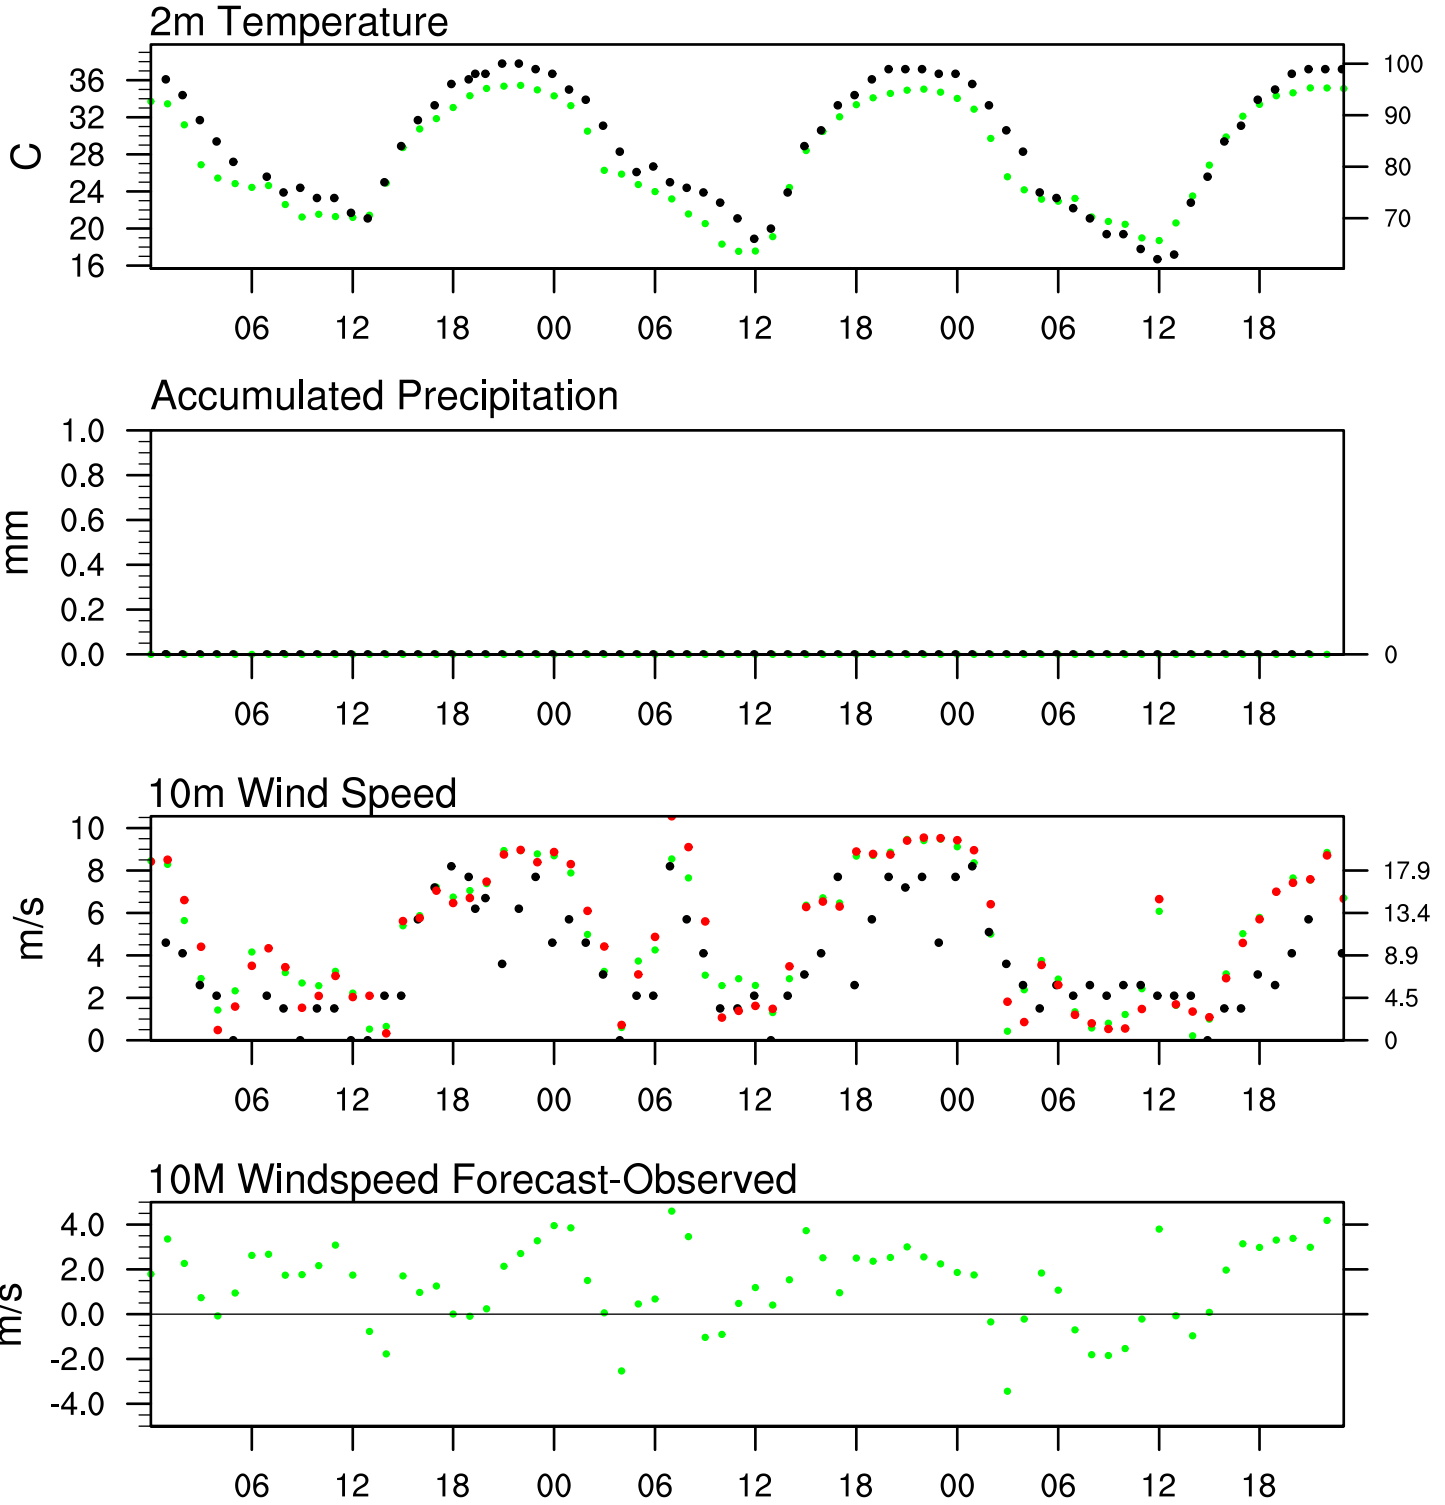 2m Temperature
36
32
28
24
20
16
C
100
90
80
70
06 12 18 00 06 12 18 00 06 12 18
Accumulated Precipitation
1.0
0.8
0.6
0.4
0.2
0.0
mm
0
06 12 18 00 06 12 18 00 06 12 18
10m Wind Speed
10
8
6
4
2
0
m/s
17.9
13.4
8.9
4.5
0
06 12 18 00 06 12 18 00 06 12 18
10M Windspeed Forecast-Observed
4.0
2.0
0.0
-2.0
-4.0
m/s
06 12 18 00 06 12 18 00 06 12 18